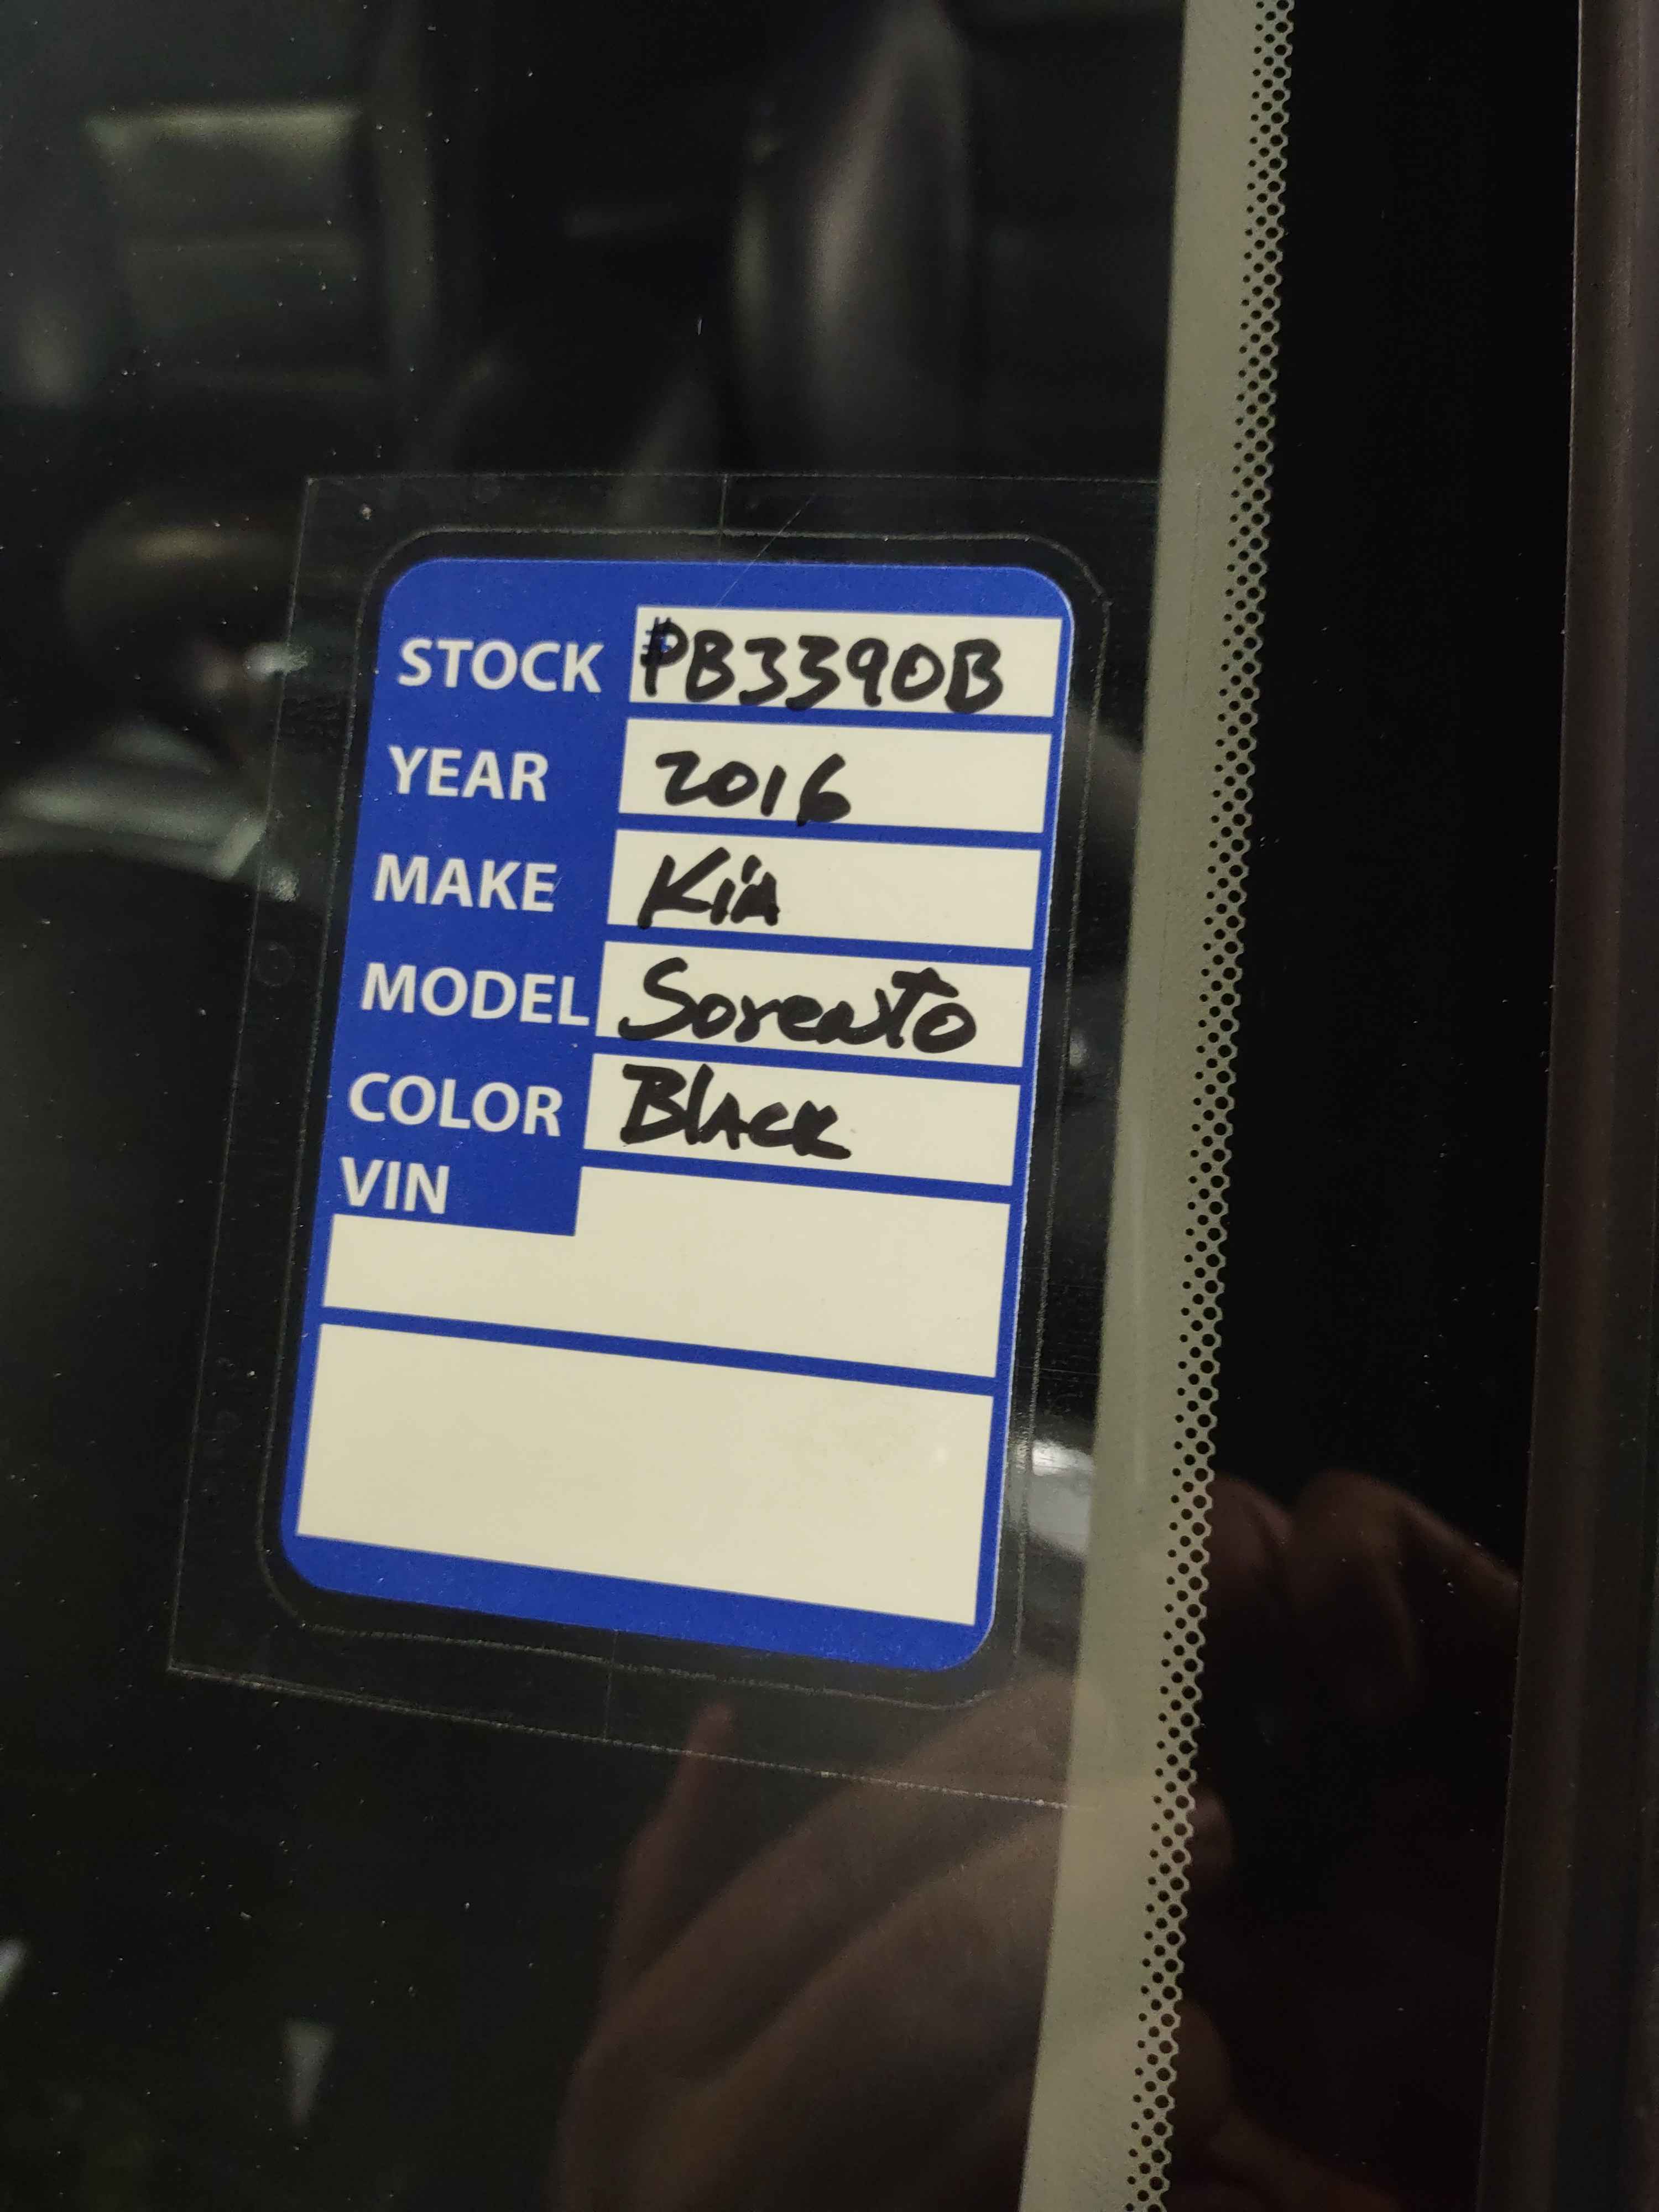 STOCK #PB3390B
YEAR 2016
MAKE Kia
MODEL Sorento
COLOR Black
VIN